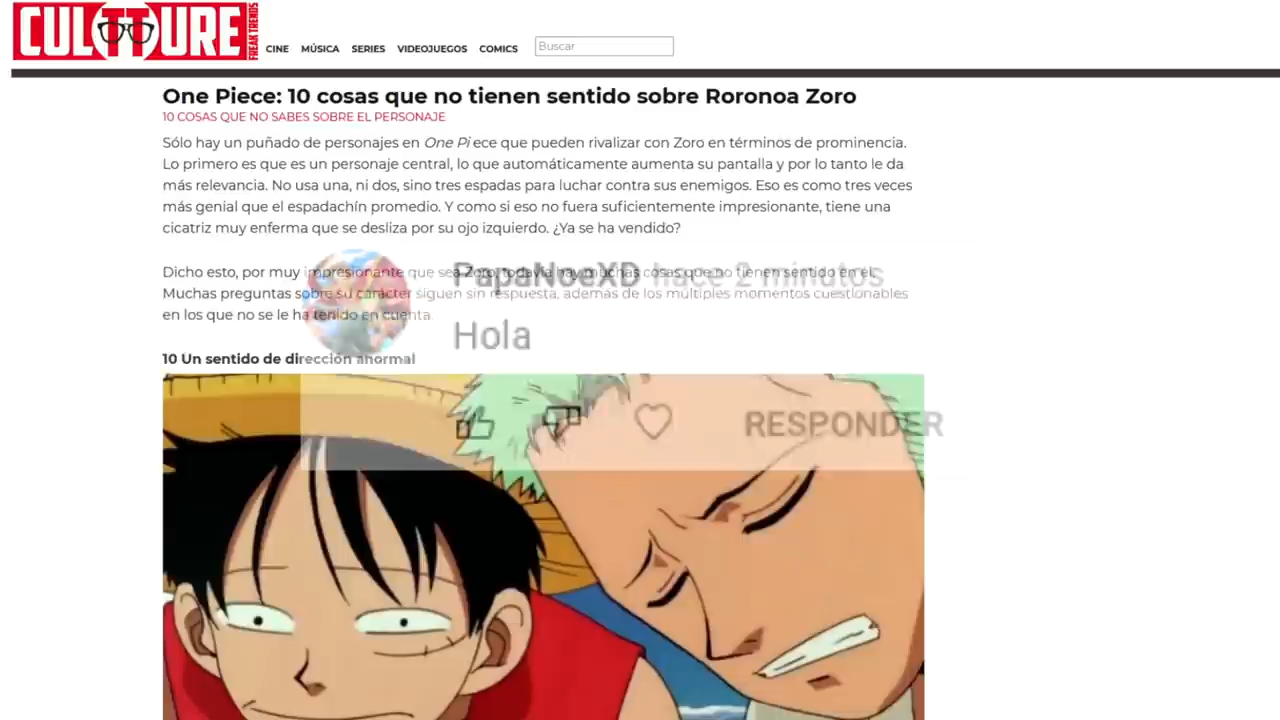 CULTTURE
FREAK TRENDS
CINE MÚSICA SERIES VIDEOJUEGOS COMICS
Buscar
One Piece: 10 cosas que no tienen sentido sobre Roronoa Zoro
10 COSAS QUE NO SABES SOBRE EL PERSONAJE
Sólo hay un puñado de personajes en One Pi ece que pueden rivalizar con Zoro en términos de prominencia.
Lo primero es que es un personaje central, lo que automáticamente aumenta su pantalla y por lo tanto le da
más relevancia. No usa una, ni dos, sino tres espadas para luchar contra sus enemigos. Eso es como tres veces
más genial que el espadachín promedio. Y como si eso no fuera suficientemente impresionante, tiene una
cicatriz muy enferma que se desliza por su ojo izquierdo. ¿Ya se ha vendido?
Dicho esto, por muy impresionante que sea Zoro, todavía hay muchas cosas que no tienen sentido en él.
Muchas preguntas sobre su carácter siguen sin respuesta, además de los múltiples momentos cuestionables
en los que no se le ha tenido en cuenta.
PapaNoeXD hace 2 minutos
Hola
10 Un sentido de dirección anormal
RESPONDER